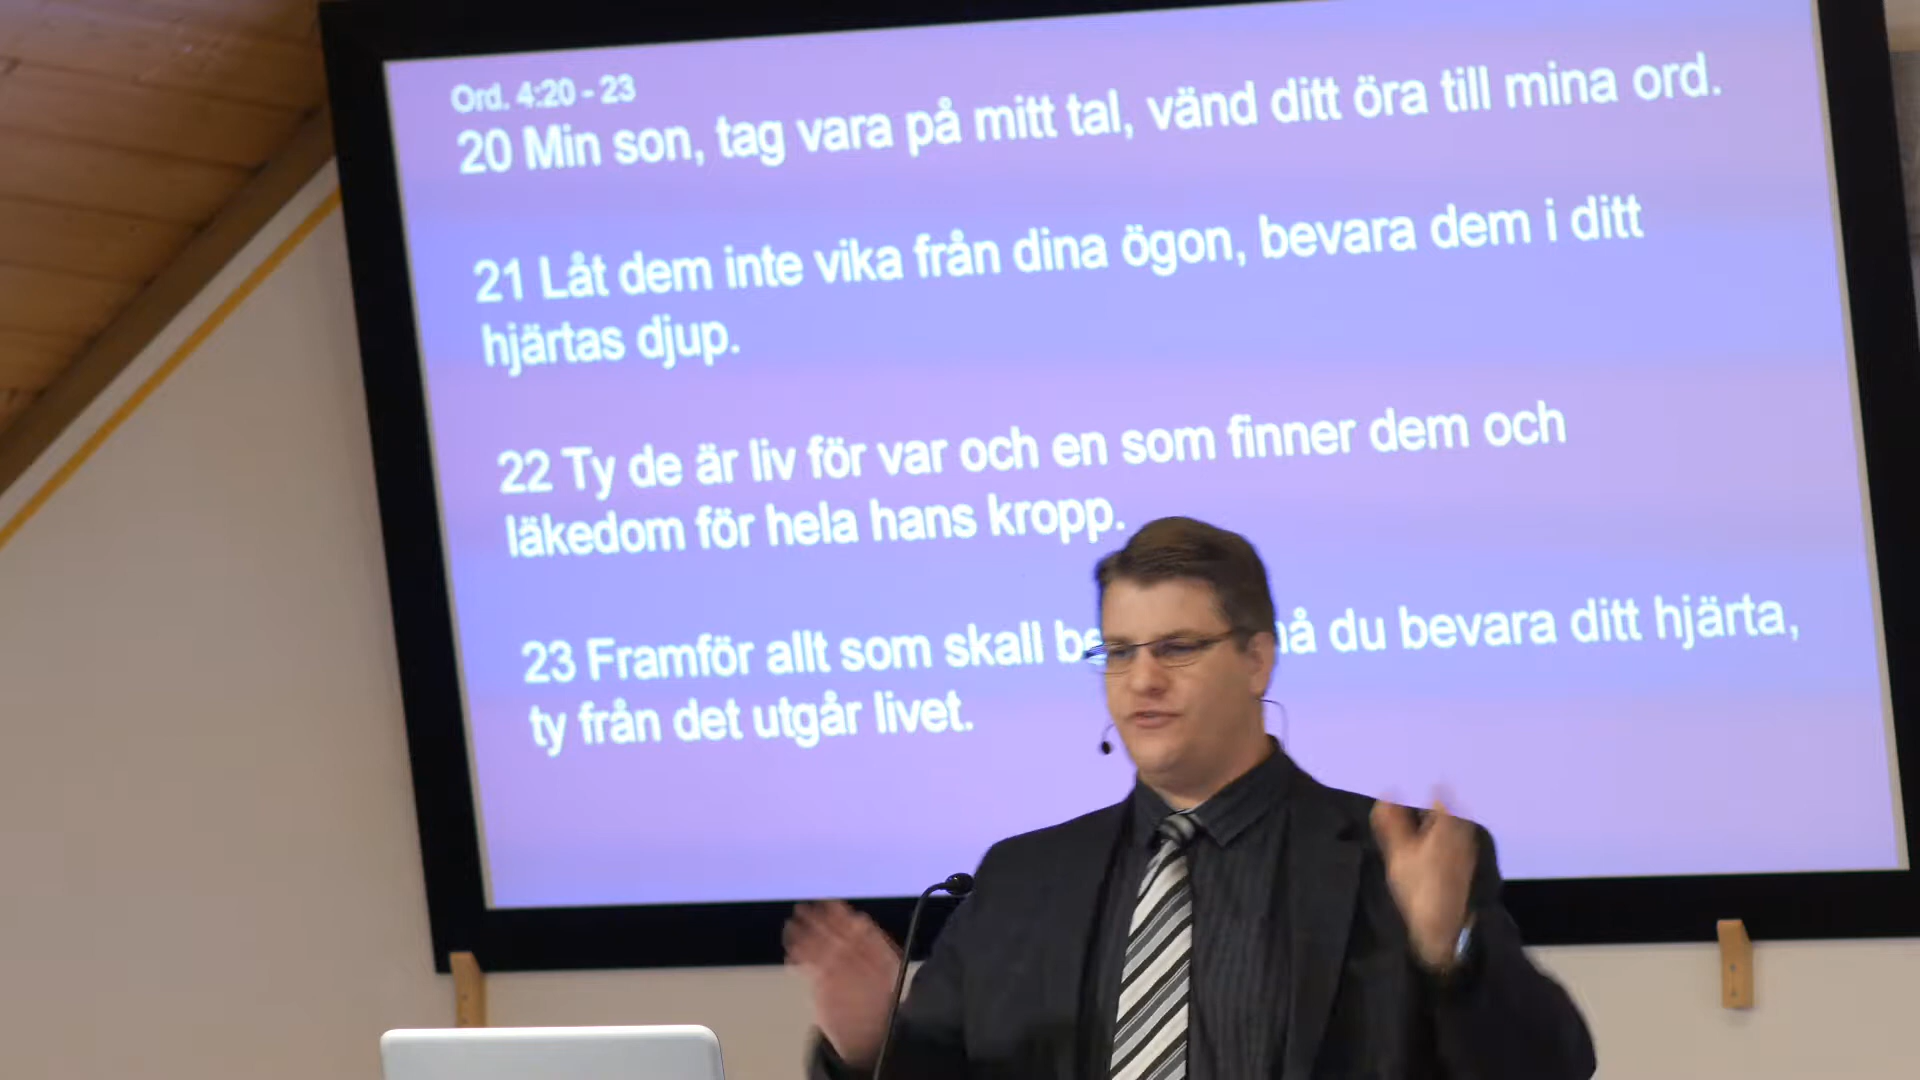 Ord. 4:20 - 23
20 Min son, tag vara på mitt tal, vänd ditt öra till mina ord.
21 Låt dem inte vika från dina ögon, bevara dem i ditt
hjärtas djup.
22 Ty de är liv för var och en som finner dem och
läkedom för hela hans kropp.
23 Framför allt som skall du bevara ditt hjärta,
ty från det utgår livet.